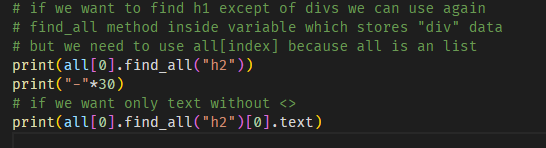 # if we want to find h1 except of divs we can use again
# find_all method inside variable which stores "div" data
# but we need to use all[index] because all is an list
print(all[0].find_all("h2"))
print("-"*30)
# if we want only text without <>
print(all[0].find_all("h2")[0].text)